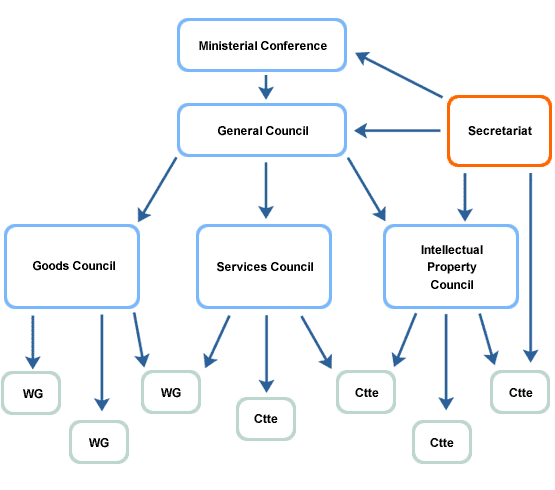 Ministerial Conference
General Council
Secretariat
Goods Council
Services Council
Intellectual
Property
Council
WG
WG
WG
Ctte
Ctte
Ctte
Ctte